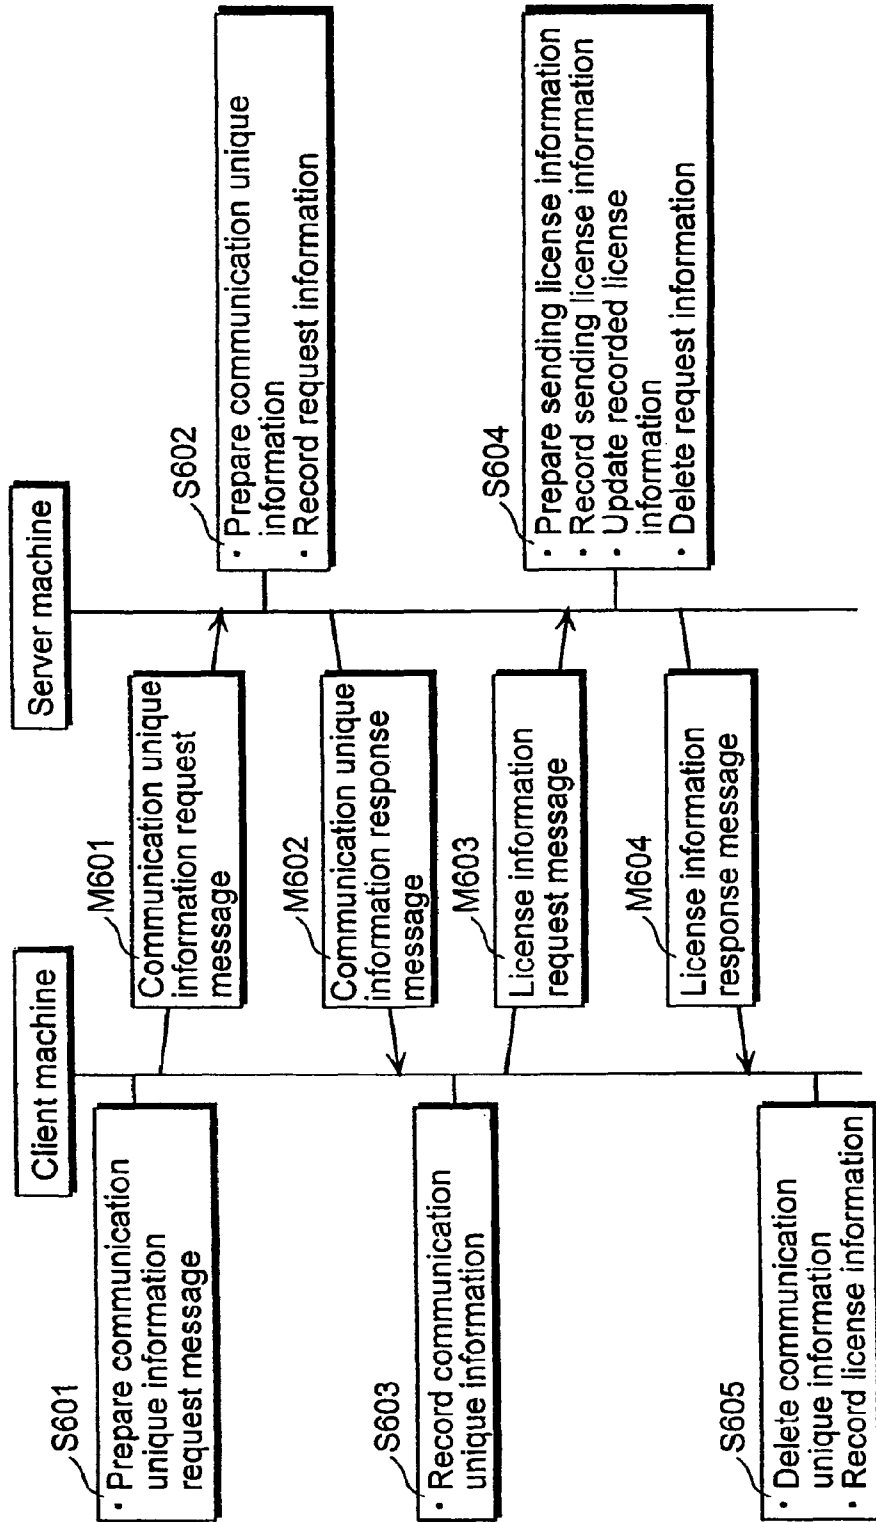 Client machine
Server machine
S601
· Prepare communication
unique information
request message
M601
Communication unique
information request
message
S602
· Prepare communication unique
information
· Record request information
M602
Communication unique
information response
message
S603
· Record communication
unique information
M603
License information
request message
S604
· Prepare sending license information
· Record sending license information
· Update recorded license
information
· Delete request information
M604
License information
response message
S605
· Delete communication
unique information
· Record license information